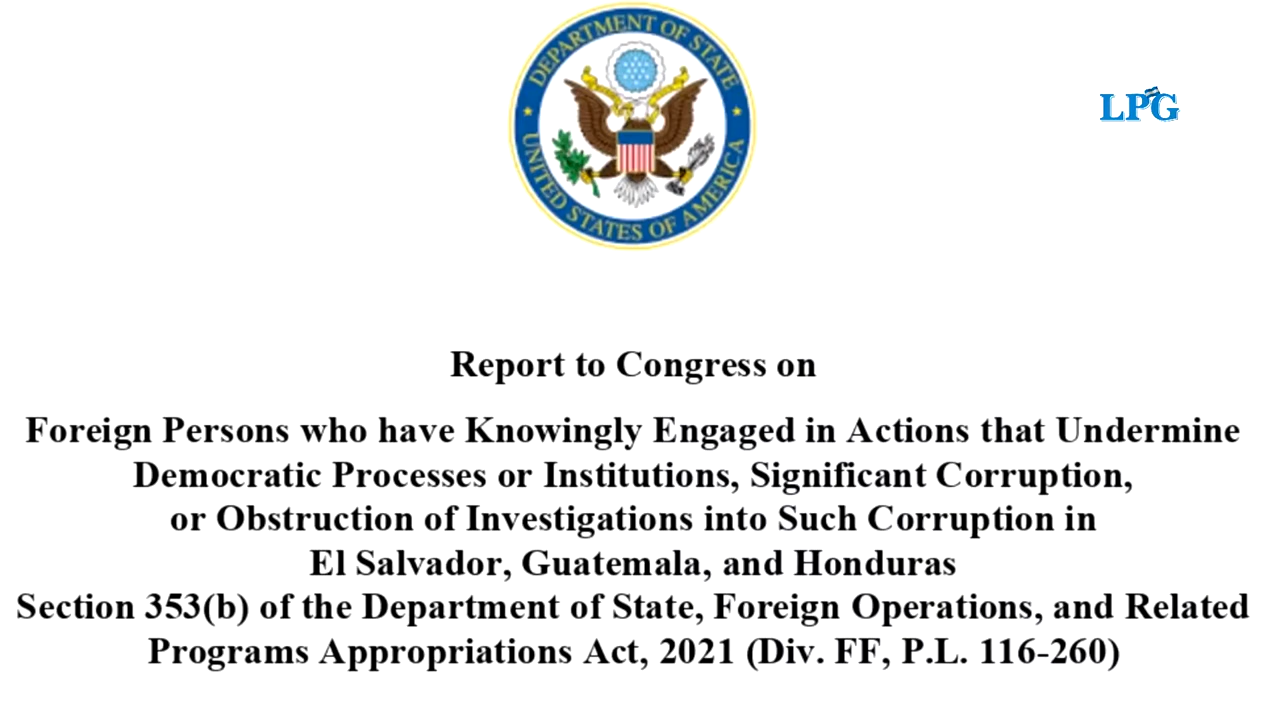 DEPARTMENT OF STATE
UNITED STATES OF AMERICA
LPG
Report to Congress on
Foreign Persons who have Knowingly Engaged in Actions that Undermine
Democratic Processes or Institutions, Significant Corruption,
or Obstruction of Investigations into Such Corruption in
El Salvador, Guatemala, and Honduras
Section 353(b) of the Department of State, Foreign Operations, and Related
Programs Appropriations Act, 2021 (Div. FF, P.L. 116-260)